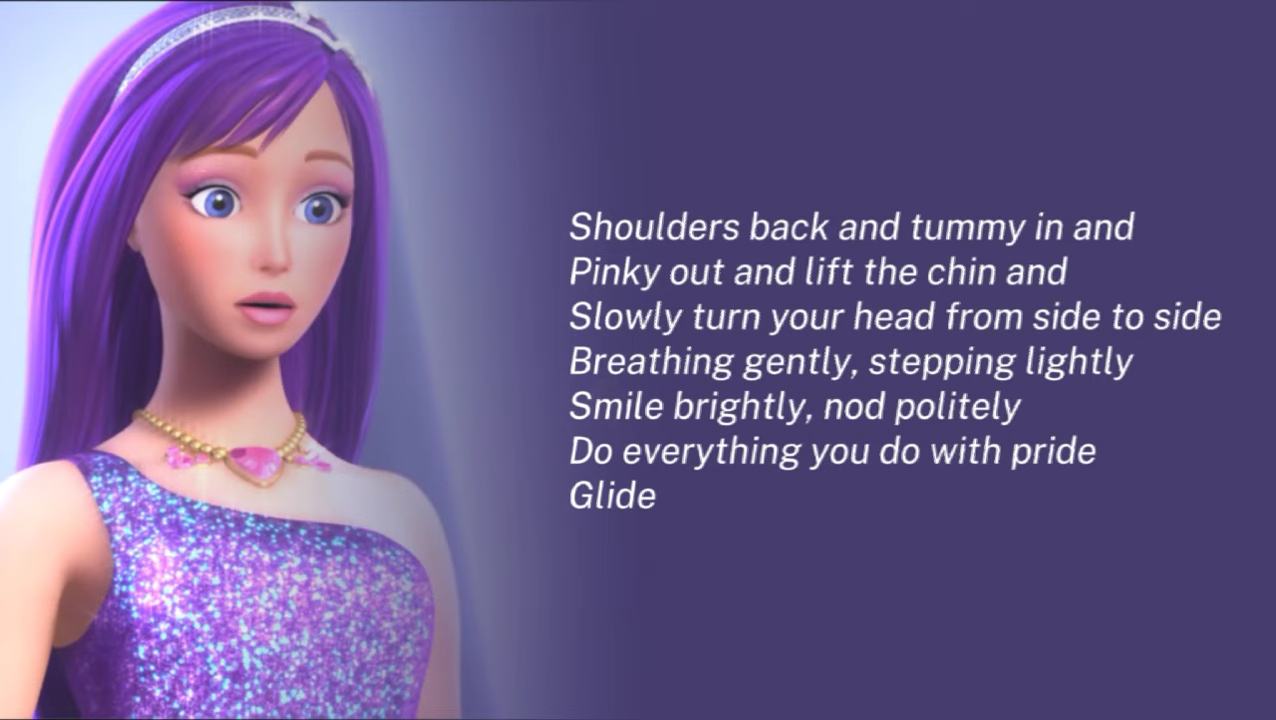 Shoulders back and tummy in and
Pinky out and lift the chin and
Slowly turn your head from side to side
Breathing gently, stepping lightly
Smile brightly, nod politely
Do everything you do with pride
Glide